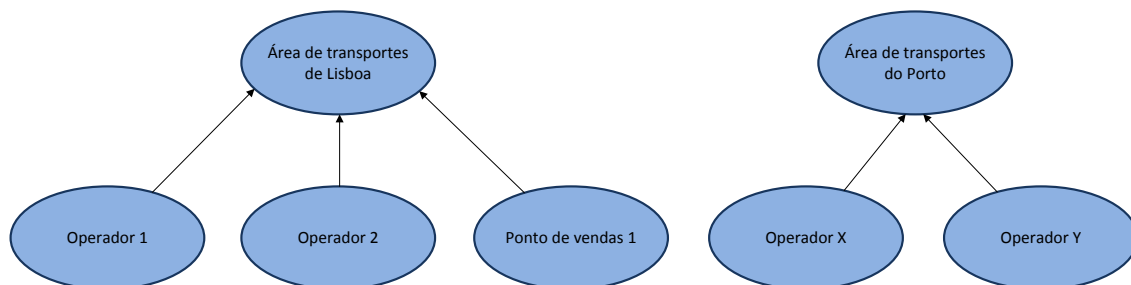 Área de transportes
de Lisboa
Área de transportes
do Porto
Operador 1
Operador 2
Ponto de vendas 1
Operador X
Operador Y